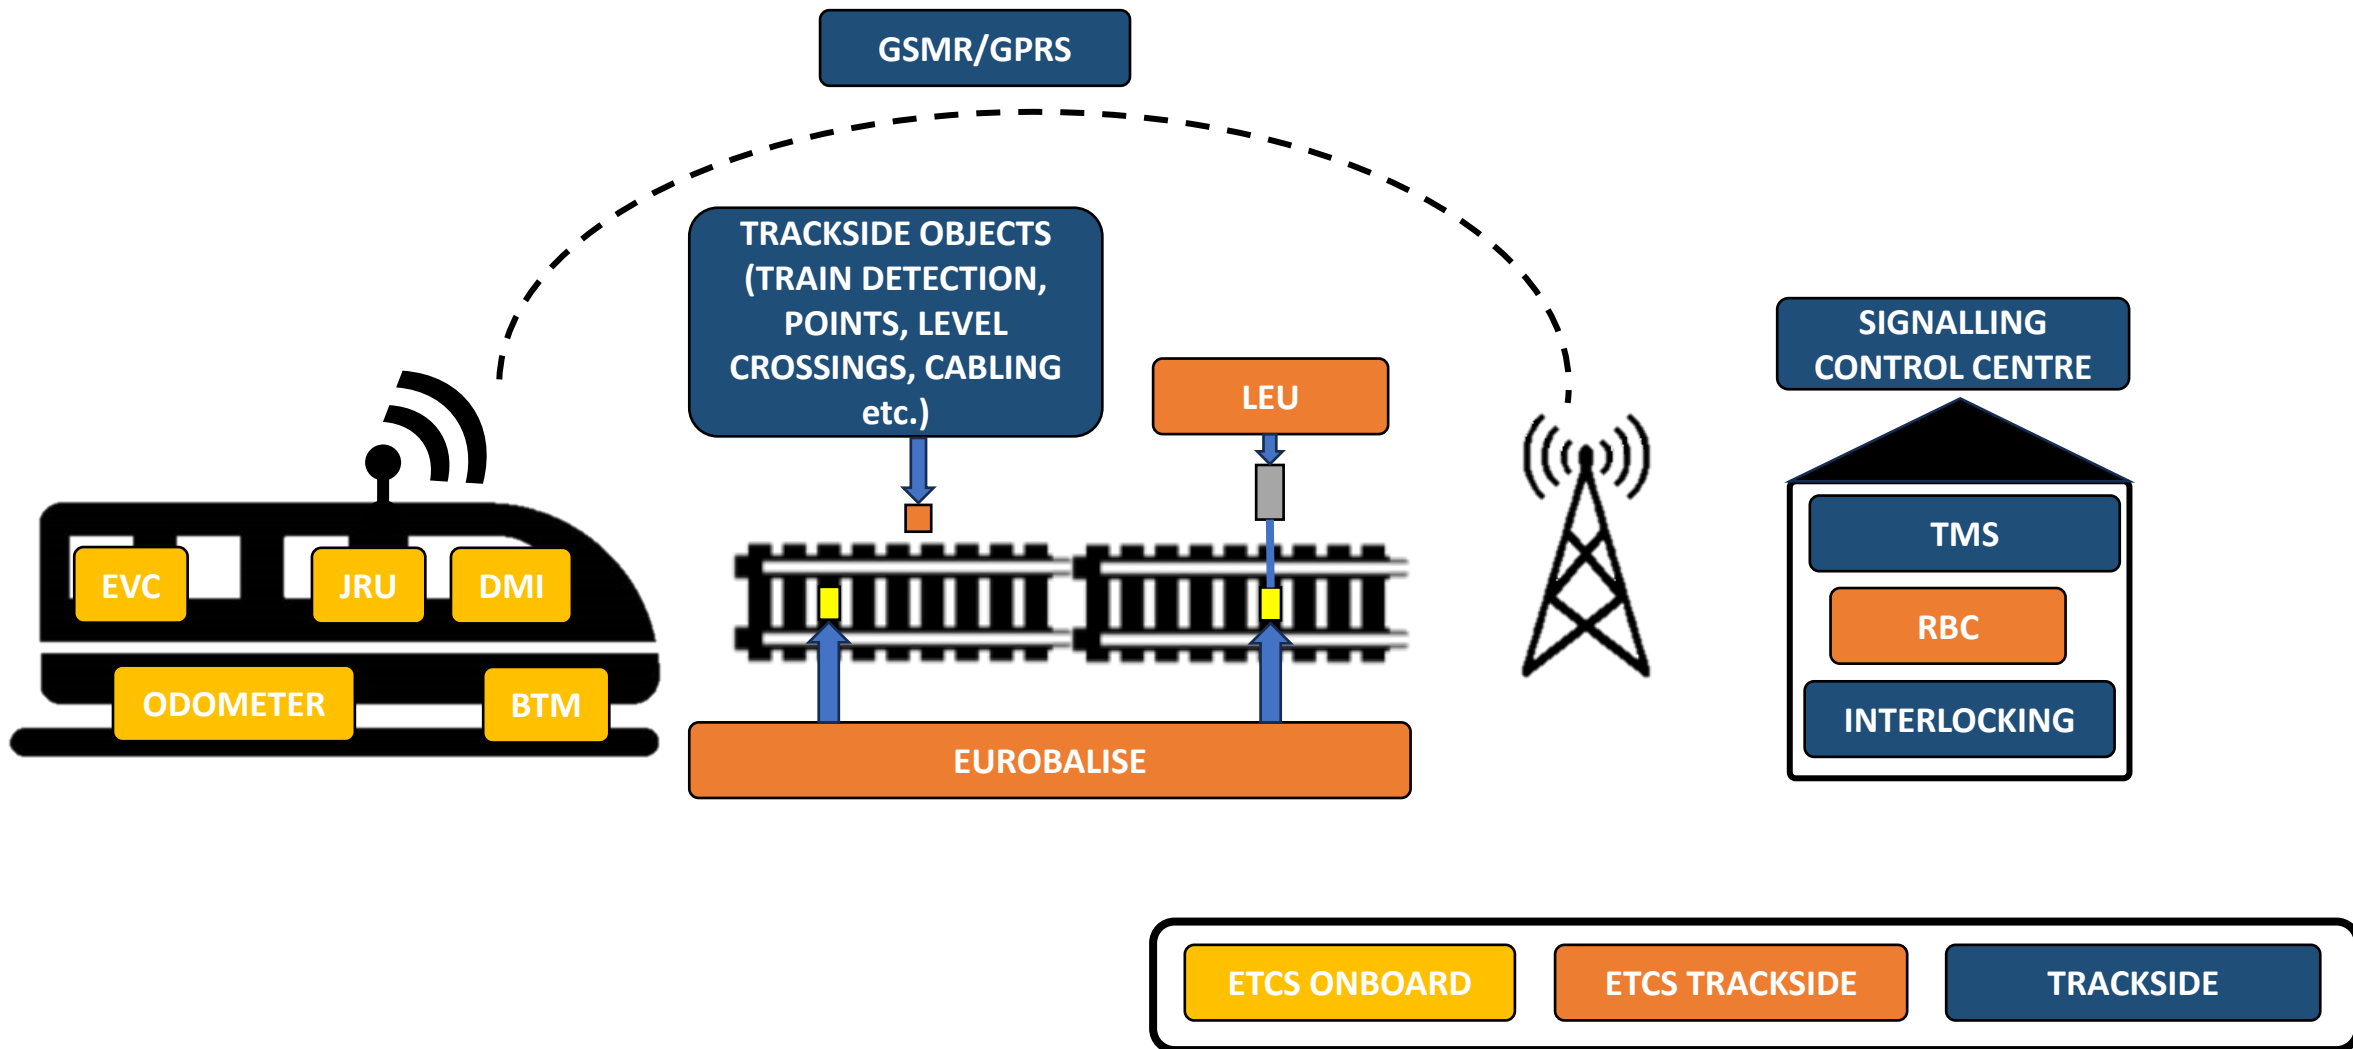 GSMR/GPRS
TRACKSIDE OBJECTS
(TRAIN DETECTION,
POINTS, LEVEL
CROSSINGS, CABLING
etc.)
LEU
SIGNALLING
CONTROL CENTRE
TMS
RBC
INTERLOCKING
EVC
JRU
DMI
ODOMETER
BTM
EUROBALISE
ETCS ONBOARD
ETCS TRACKSIDE
TRACKSIDE